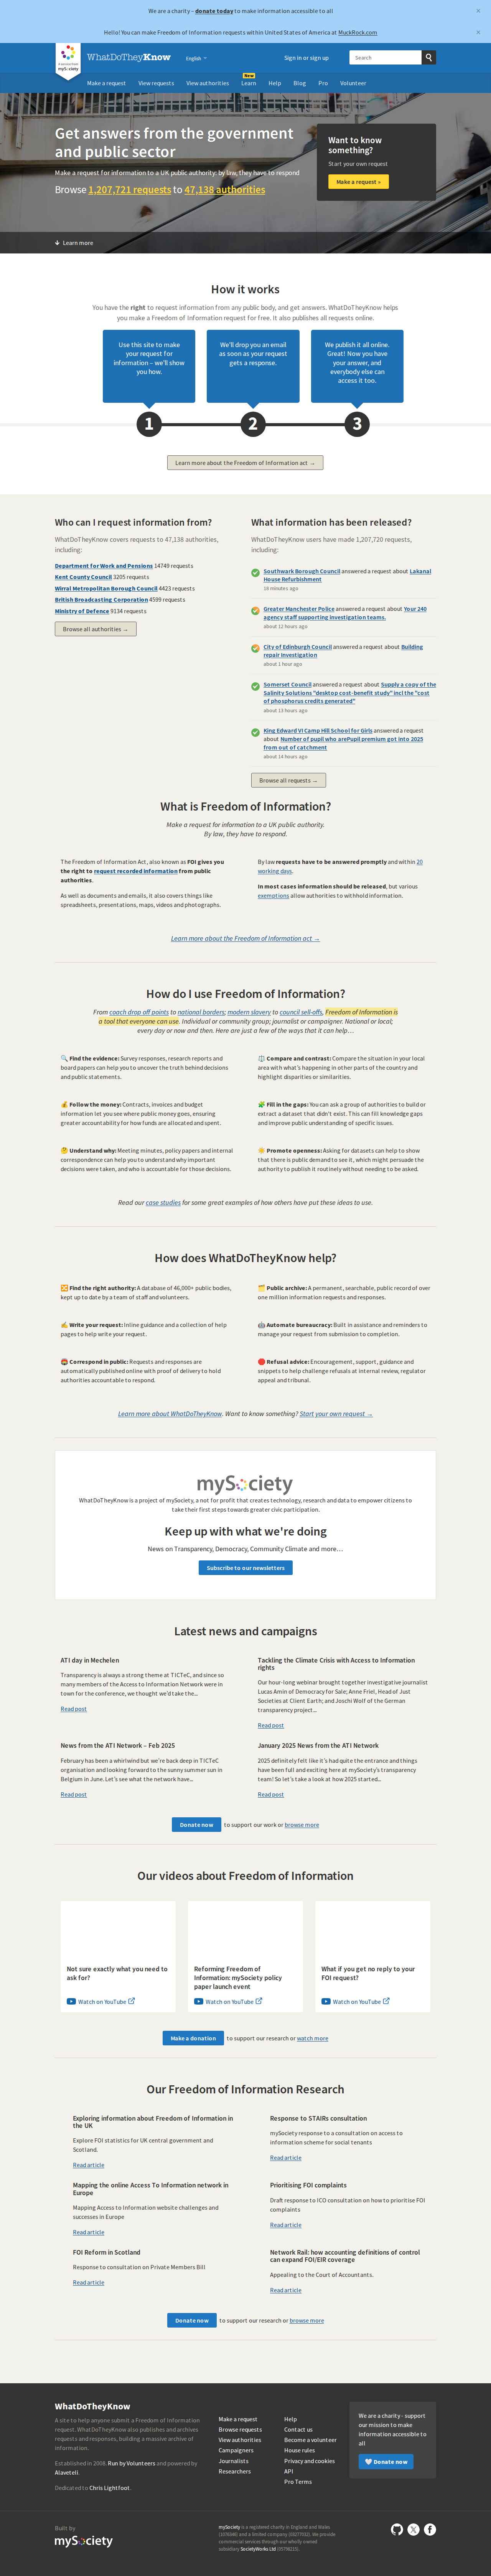 We are a charity – donate today to make information accessible to all
×
Hello! You can make Freedom of Information requests within United States of America at MuckRock.com
×
mySociety
WhatDoTheyKnow
English
Sign in or sign up
Search
Make a request
View requests
View authorities
New
Learn
Help
Blog
Pro
Volunteer
Get answers from the government
and public sector
Make a request for information to a UK public authority: by law, they have to respond
Browse 1,207,721 requests to 47,138 authorities
Want to know
something?
Start your own request
Make a request »
Learn more
How it works
You have the right to request information from any public body, and get answers. WhatDoTheyKnow helps
you make a Freedom of Information request for free. It also publishes all requests online.
Use this site to make
your request for
information – we'll show
you how.
We'll drop you an email
as soon as your request
gets a response.
We publish it all online.
Great! Now you have
your answer, and
everybody else can
access it too.
1
2
3
Learn more about the Freedom of Information act →
Who can I request information from?
WhatDoTheyKnow covers requests to 47,138 authorities,
including:
Department for Work and Pensions 14749 requests
Kent County Council 3205 requests
Wirral Metropolitan Borough Council 4423 requests
British Broadcasting Corporation 4599 requests
Ministry of Defence 9134 requests
Browse all authorities →
What information has been released?
WhatDoTheyKnow users have made 1,207,720 requests,
including:
Southwark Borough Council answered a request about Lakanal
House Refurbishment
18 minutes ago
Greater Manchester Police answered a request about Your 240
agency staff supporting investigation teams.
about 12 hours ago
City of Edinburgh Council answered a request about Building
repair Investigation
about 1 hour ago
Somerset Council answered a request about Supply a copy of the
Salinity Solutions "desktop cost-benefit study" incl the "cost
of phosphorus credits generated"
about 13 hours ago
King Edward VI Camp Hill School for Girls answered a request
about Number of pupil who arePupil premium got into 2025
from out of catchment
about 14 hours ago
Browse all requests →
What is Freedom of Information?
Make a request for information to a UK public authority.
By law, they have to respond.
The Freedom of Information Act, also known as FOI gives you
the right to request recorded information from public
authorities.
As well as documents and emails, it also covers things like
spreadsheets, presentations, maps, videos and photographs.
By law requests have to be answered promptly and within 20
working days.
In most cases information should be released, but various
exemptions allow authorities to withhold information.
Learn more about the Freedom of Information act →
How do I use Freedom of Information?
From coach drop off points to national borders; modern slavery to council sell-offs, Freedom of Information is
a tool that everyone can use. Individual or community group; journalist or campaigner. National or local;
every day or now and then. Here are just a few of the ways that it can help…
🔍 Find the evidence: Survey responses, research reports and
board papers can help you to uncover the truth behind decisions
and public statements.
⚖️ Compare and contrast: Compare the situation in your local
area with what's happening in other parts of the country and
highlight disparities or similarities.
💰 Follow the money: Contracts, invoices and budget
information let you see where public money goes, ensuring
greater accountability for how funds are allocated and spent.
🧩 Fill in the gaps: You can ask a group of authorities to build or
extract a dataset that didn't exist. This can fill knowledge gaps
and improve public understanding of specific issues.
🤔 Understand why: Meeting minutes, policy papers and internal
correspondence can help you to understand why important
decisions were taken, and who is accountable for those decisions.
☀️ Promote openness: Asking for datasets can help to show
that there is public demand to see it, which might persuade the
authority to publish it routinely without needing to be asked.
Read our case studies for some great examples of how others have put these ideas to use.
How does WhatDoTheyKnow help?
🔀 Find the right authority: A database of 46,000+ public bodies,
kept up to date by a team of staff and volunteers.
🗂️ Public archive: A permanent, searchable, public record of over
one million information requests and responses.
✍️ Write your request: Inline guidance and a collection of help
pages to help write your request.
🤖 Automate bureaucracy: Built in assistance and reminders to
manage your request from submission to completion.
📮 Correspond in public: Requests and responses are
automatically published online with proof of delivery to hold
authorities accountable to respond.
🛑 Refusal advice: Encouragement, support, guidance and
snippets to help challenge refusals at internal review, regulator
appeal and tribunal.
Learn more about WhatDoTheyKnow. Want to know something? Start your own request →
mySociety
WhatDoTheyKnow is a project of mySociety, a not for profit that creates technology, research and data to empower citizens to
take their first steps towards greater civic participation.
Keep up with what we're doing
News on Transparency, Democracy, Community Climate and more…
Subscribe to our newsletters
Latest news and campaigns
ATI day in Mechelen
Transparency is always a strong theme at TICTeC, and since so
many members of the Access to Information Network were in
town for the conference, we thought we'd take the...
Read post
Tackling the Climate Crisis with Access to Information
rights
Our hour-long webinar brought together investigative journalist
Lucas Amin of Democracy for Sale; Anne Friel, Head of Just
Societies at Client Earth; and Joschi Wolf of the German
transparency project...
Read post
News from the ATI Network – Feb 2025
February has been a whirlwind but we're back deep in TICTeC
organisation and looking forward to the sunny summer sun in
Belgium in June. Let's see what the network have...
Read post
January 2025 News from the ATI Network
2025 definitely felt like it's had quite the entrance and things
have been full and exciting here at mySociety's transparency
team! So let's take a look at how 2025 started...
Read post
Donate now to support our work or browse more
Our videos about Freedom of Information
Not sure exactly what you need to
ask for?
Watch on YouTube
Reforming Freedom of
Information: mySociety policy
paper launch event
Watch on YouTube
What if you get no reply to your
FOI request?
Watch on YouTube
Make a donation to support our research or watch more
Our Freedom of Information Research
Exploring information about Freedom of Information in
the UK
Explore FOI statistics for UK central government and
Scotland.
Read article
Response to STAIRs consultation
mySociety response to a consultation on access to
information scheme for social tenants
Read article
Mapping the online Access To Information network in
Europe
Mapping Access to Information website challenges and
successes in Europe
Read article
Prioritising FOI complaints
Draft response to ICO consultation on how to prioritise FOI
complaints
Read article
FOI Reform in Scotland
Response to consultation on Private Members Bill
Read article
Network Rail: how accounting definitions of control
can expand FOI/EIR coverage
Appealing to the Court of Accountants.
Read article
Donate now to support our research or browse more
WhatDoTheyKnow
A site to help anyone submit a Freedom of Information
request. WhatDoTheyKnow also publishes and archives
requests and responses, building a massive archive of
information.
Established in 2008. Run by Volunteers and powered by
Alaveteli.
Dedicated to Chris Lightfoot.
Make a request
Browse requests
View authorities
Campaigners
Journalists
Researchers
Help
Contact us
Become a volunteer
House rules
Privacy and cookies
API
Pro Terms
We are a charity - support
our mission to make
information accessible to
all
🤍 Donate now
Built by
mySociety
mySociety is a registered charity in England and Wales
(1076346) and a limited company (03277032). We provide
commercial services through our wholly owned
subsidiary SocietyWorks Ltd (05798215).